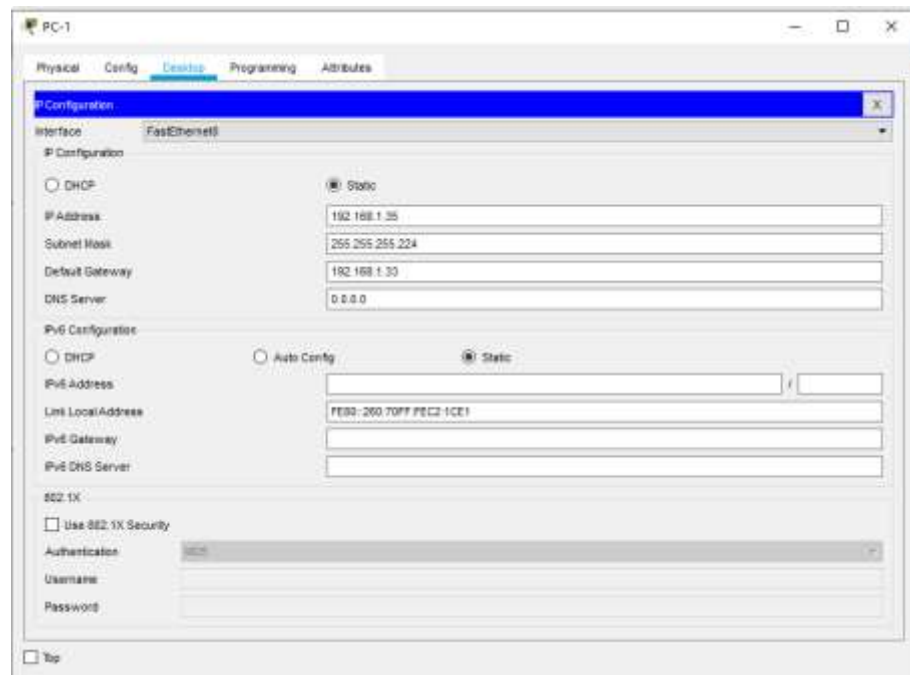 PC-1
Physical Config Desktop Programming Attributes
IP Configuration X
Interface FastEthernet0
IP Configuration
DHCP Static
IP Address 192.168.1.35
Subnet Mask 255.255.255.224
Default Gateway 192.168.1.33
DNS Server 0.0.0.0
IPv6 Configuration
DHCP Auto Config Static
IPv6 Address /
Link Local Address FE80::260:70FF:FEC2:1CE1
IPv6 Gateway
IPv6 DNS Server
802.1X
Use 802.1X Security
Authentication MD5
Username
Password
Top